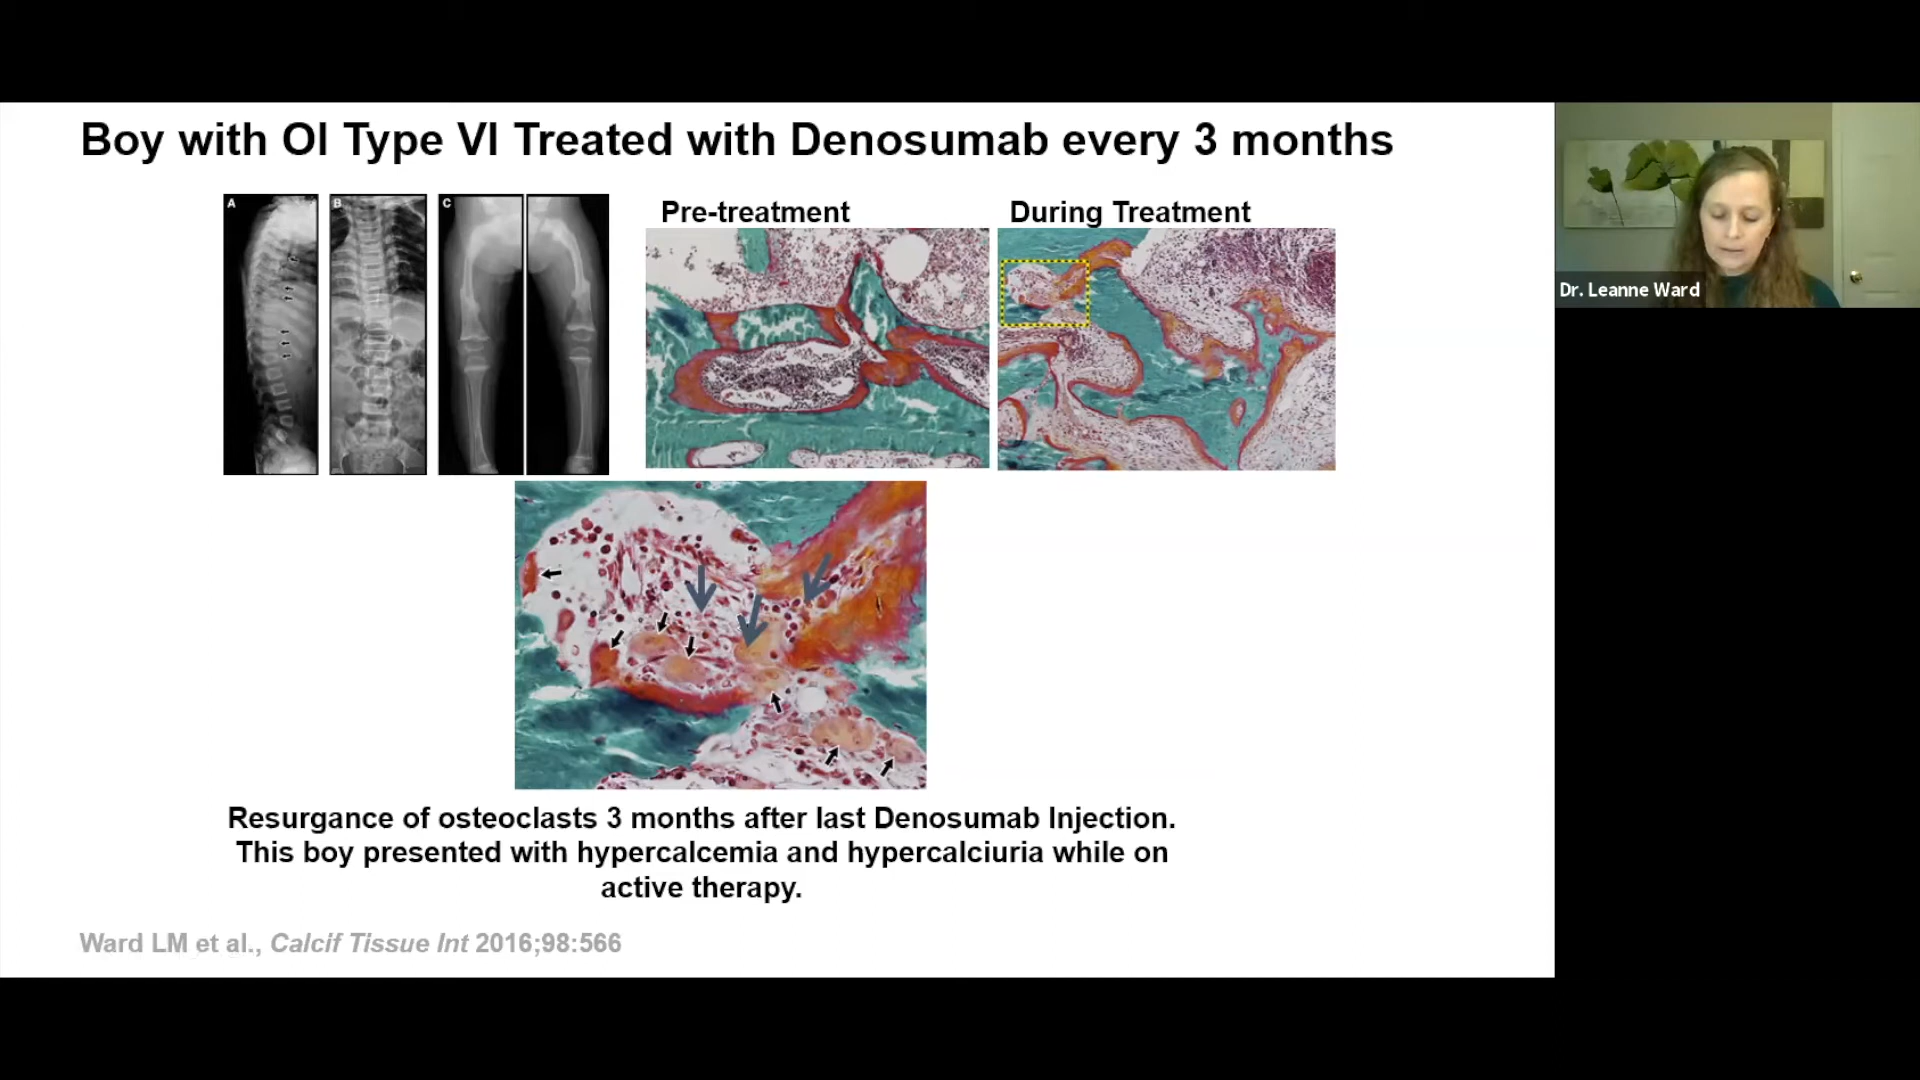 Boy with OI Type VI Treated with Denosumab every 3 months
A
B
C
Pre-treatment
During Treatment
Dr. Leanne Ward
Resurgance of osteoclasts 3 months after last Denosumab Injection.
This boy presented with hypercalcemia and hypercalciuria while on
active therapy.
Ward LM et al., Calcif Tissue Int 2016;98:566